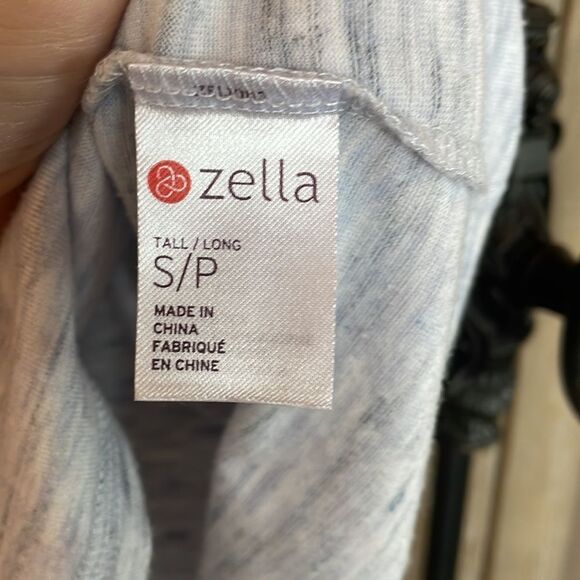 zella
TALL / LONG
S/P
MADE IN
CHINA
FABRIQUÉ
EN CHINE